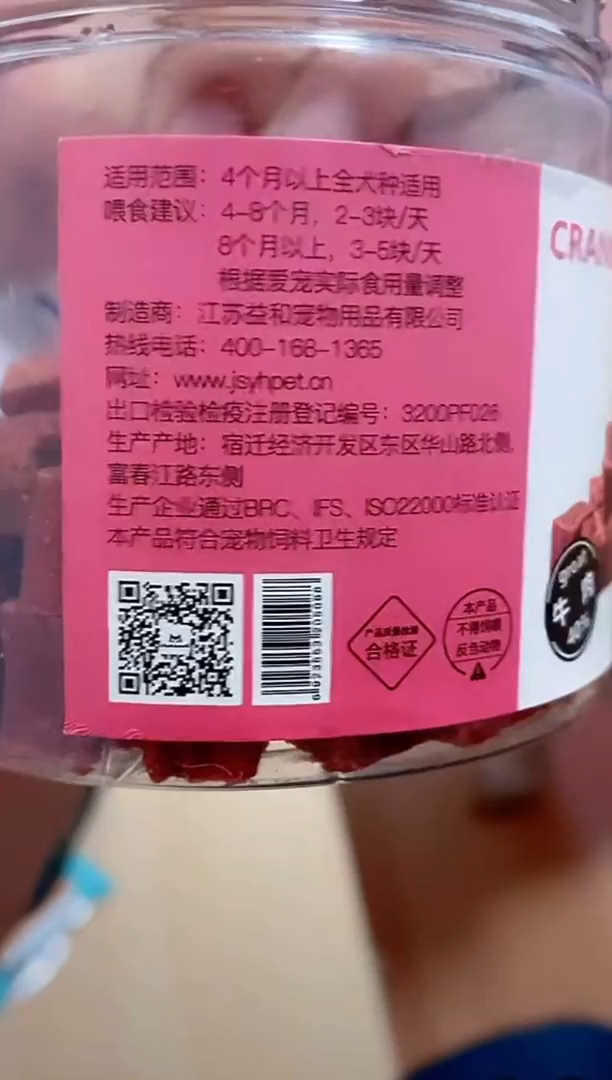 适用范围：4个月以上全犬种适用
喂食建议：4-8个月，2-3块/天
8个月以上，3-5块/天
根据爱宠实际食用量调整
制造商：江苏益和宠物用品有限公司
热线电话：400-168-1365
网址：www.jsyhpet.cn
出口检验检疫注册登记编号：3200PF026
生产产地：宿迁经济开发区东区华山路北侧，
富春江路东侧
生产企业通过BRC、IFS、ISO22000标准认证
本产品符合宠物饲料卫生规定
产品质量检验
合格证
本产品
不得饲喂
反刍动物
CRAN
牛肉